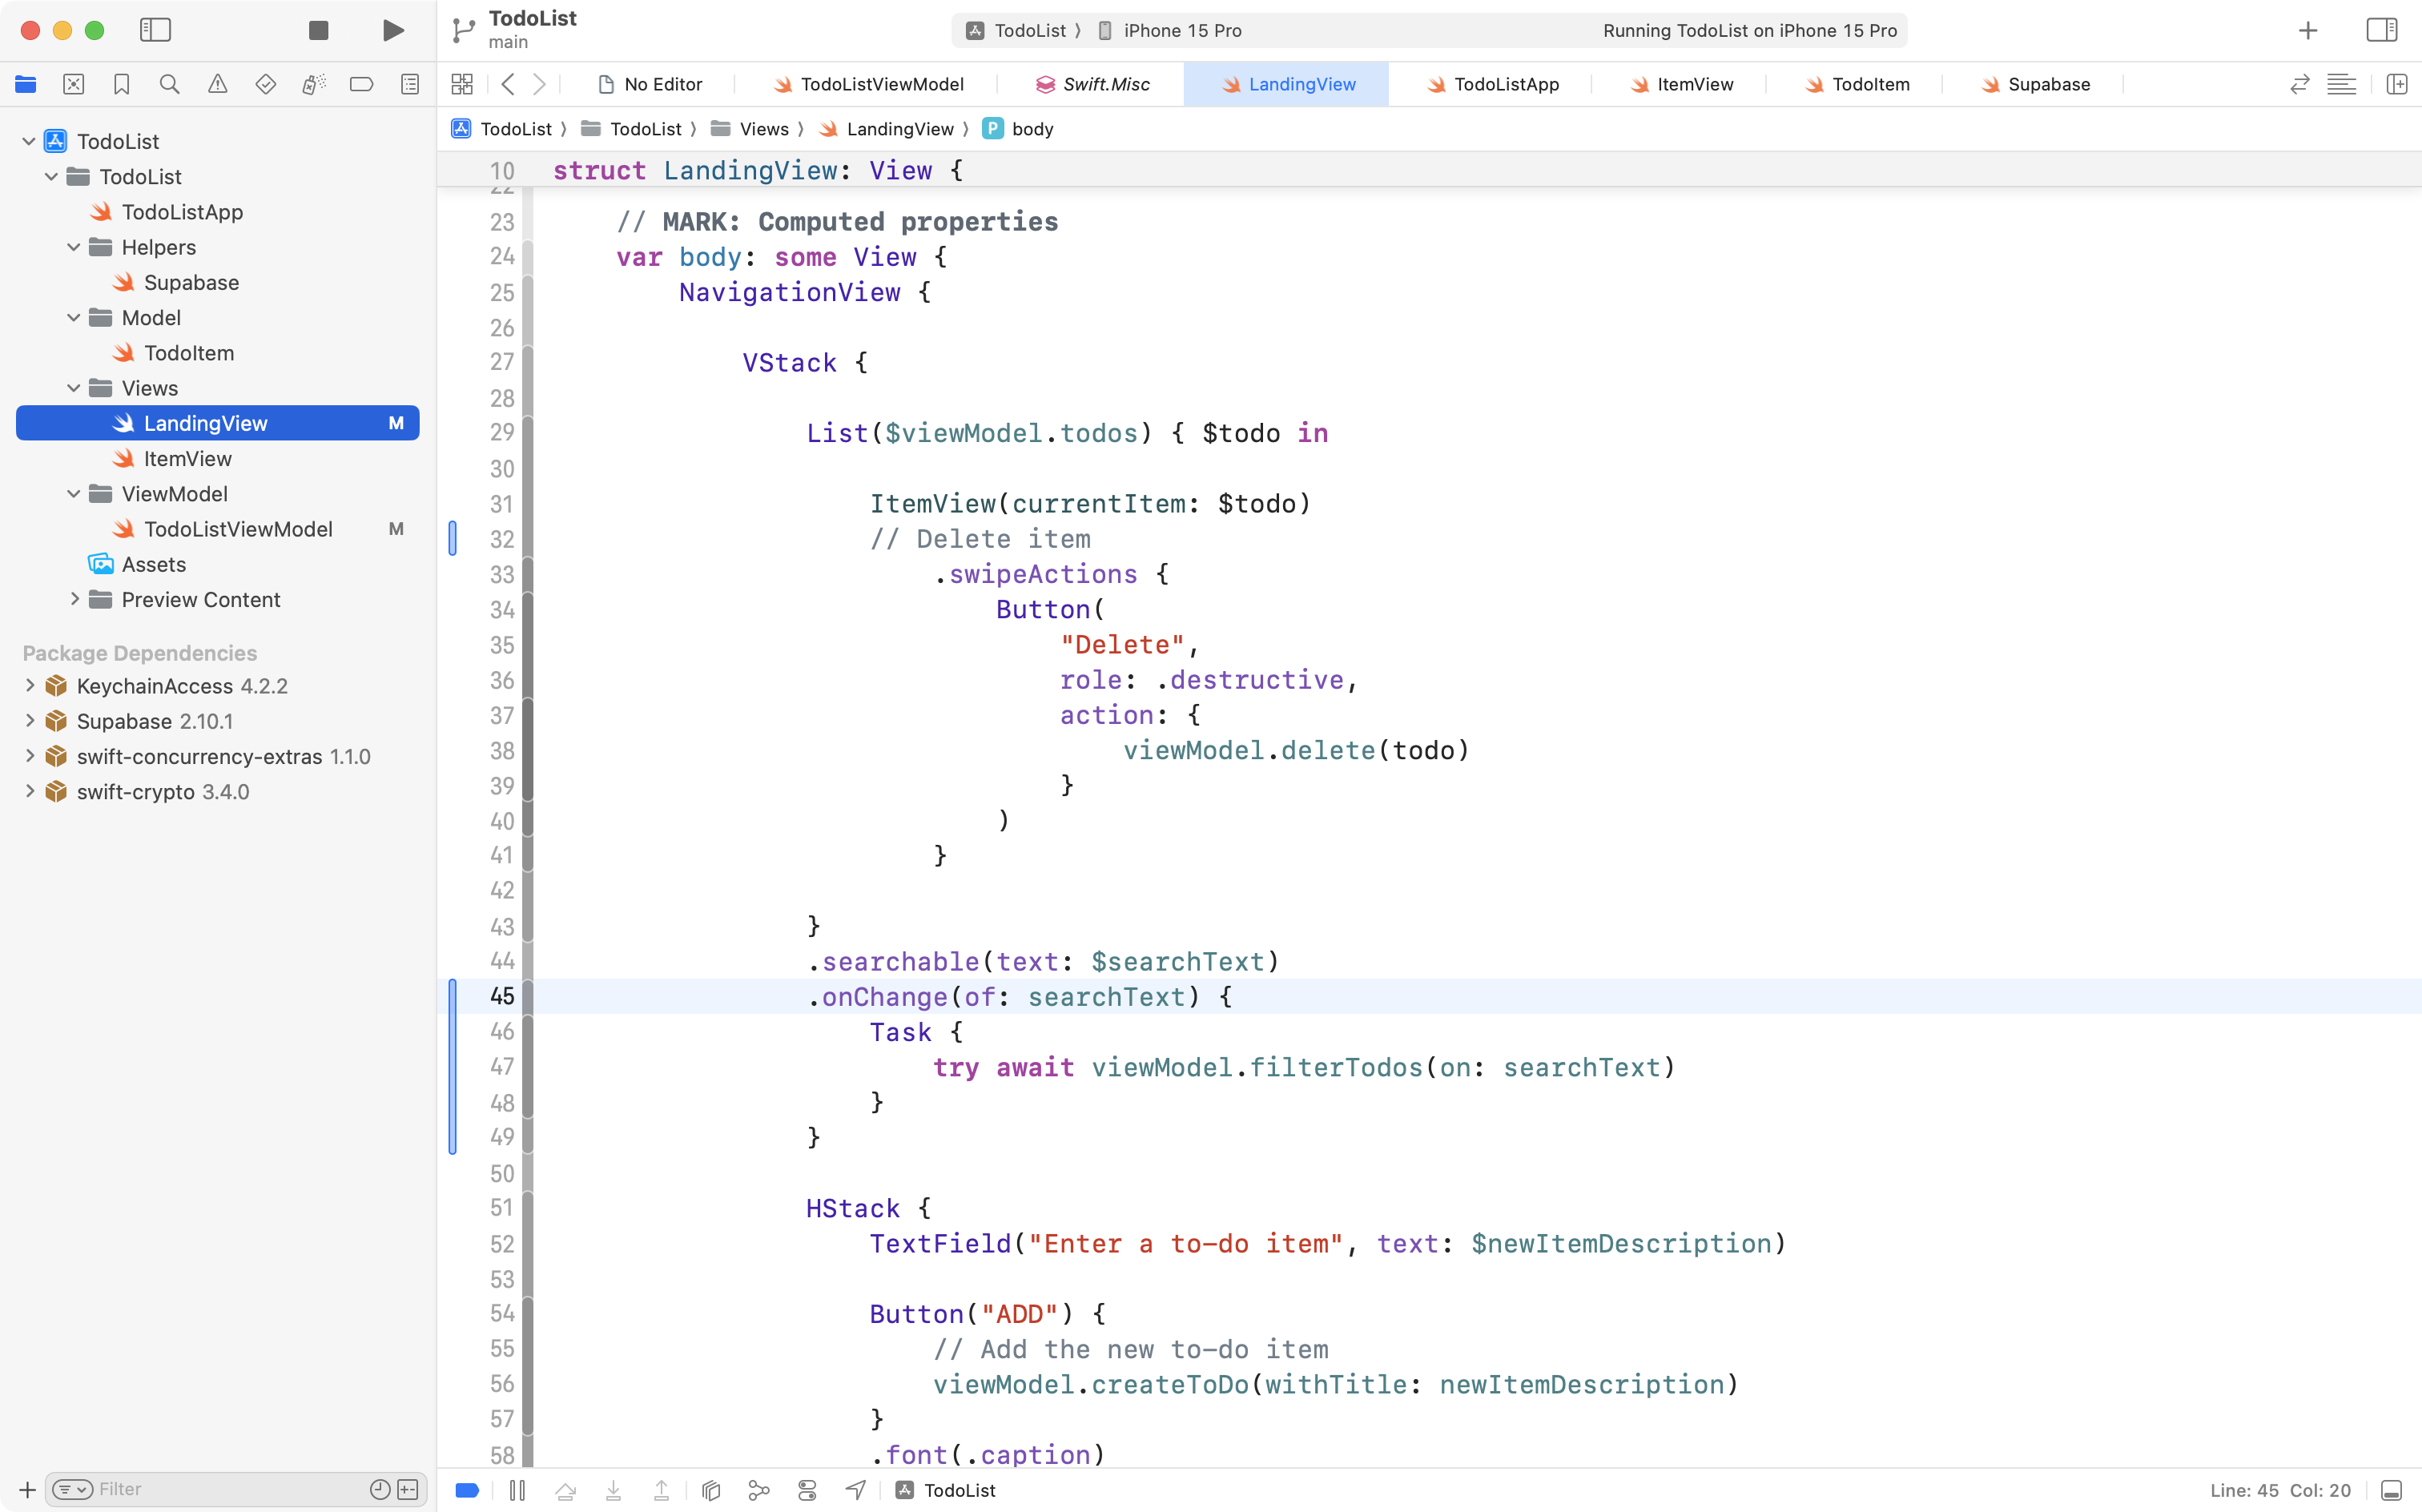 TodoList
main
TodoList 〉 iPhone 15 Pro
Running TodoList on iPhone 15 Pro
No Editor
TodoListViewModel
Swift.Misc
LandingView
TodoListApp
ItemView
TodoItem
Supabase
TodoList 〉 TodoList 〉 Views 〉 LandingView 〉 P body
TodoList
TodoList
TodoListApp
Helpers
Supabase
Model
TodoItem
Views
LandingView M
ItemView
ViewModel
TodoListViewModel M
Assets
Preview Content
Package Dependencies
KeychainAccess 4.2.2
Supabase 2.10.1
swift-concurrency-extras 1.1.0
swift-crypto 3.4.0
Filter
10 struct LandingView: View {
22
23 // MARK: Computed properties
24 var body: some View {
25 NavigationView {
26
27 VStack {
28
29 List($viewModel.todos) { $todo in
30
31 ItemView(currentItem: $todo)
32 // Delete item
33 .swipeActions {
34 Button(
35 "Delete",
36 role: .destructive,
37 action: {
38 viewModel.delete(todo)
39 }
40 )
41 }
42
43 }
44 .searchable(text: $searchText)
45 .onChange(of: searchText) {
46 Task {
47 try await viewModel.filterTodos(on: searchText)
48 }
49 }
50
51 HStack {
52 TextField("Enter a to-do item", text: $newItemDescription)
53
54 Button("ADD") {
55 // Add the new to-do item
56 viewModel.createToDo(withTitle: newItemDescription)
57 }
58 .font(.caption)
TodoList
Line: 45 Col: 20